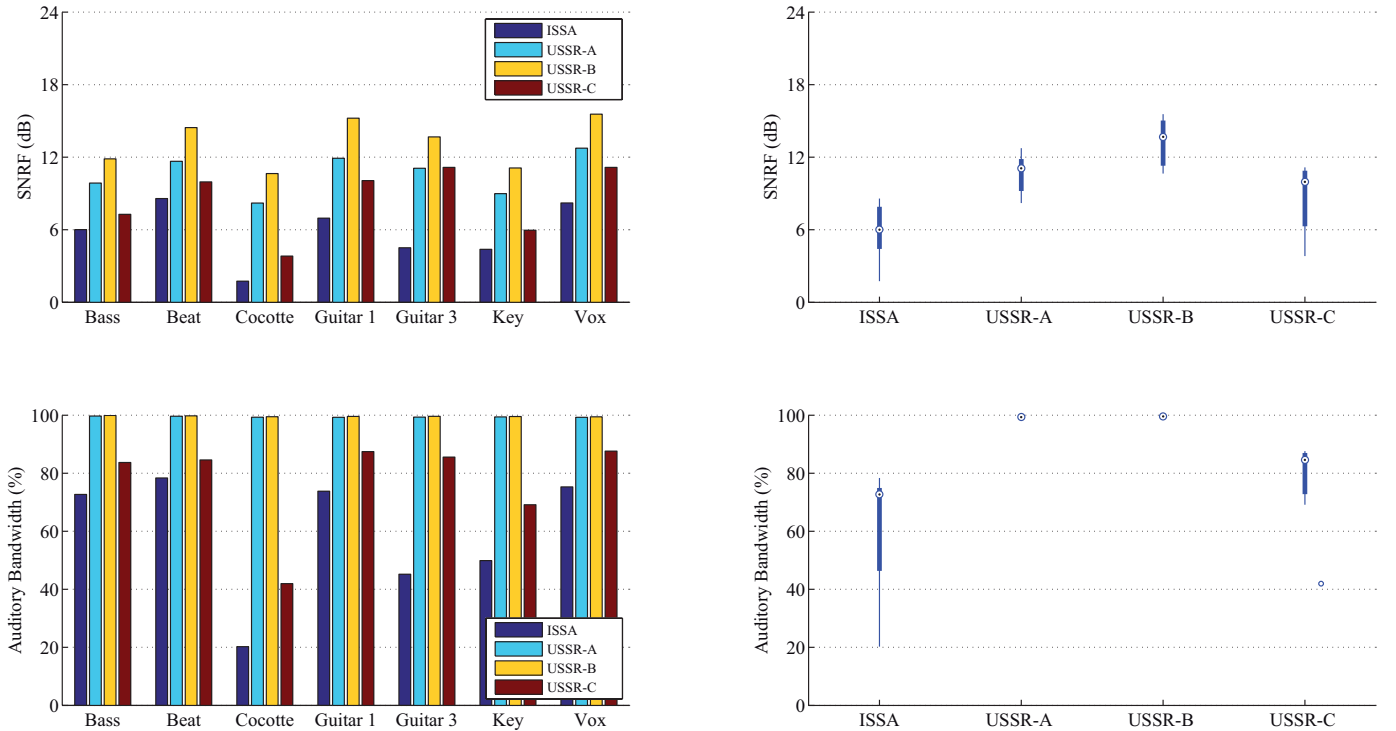 24
18
12
6
0
SNRF (dB)
ISSA
USSR-A
USSR-B
USSR-C
Bass Beat Cocotte Guitar 1 Guitar 3 Key Vox
24
18
12
6
0
SNRF (dB)
ISSA USSR-A USSR-B USSR-C
100
80
60
40
20
0
Auditory Bandwidth (%)
ISSA
USSR-A
USSR-B
USSR-C
Bass Beat Cocotte Guitar 1 Guitar 3 Key Vox
100
80
60
40
20
0
Auditory Bandwidth (%)
ISSA USSR-A USSR-B USSR-C